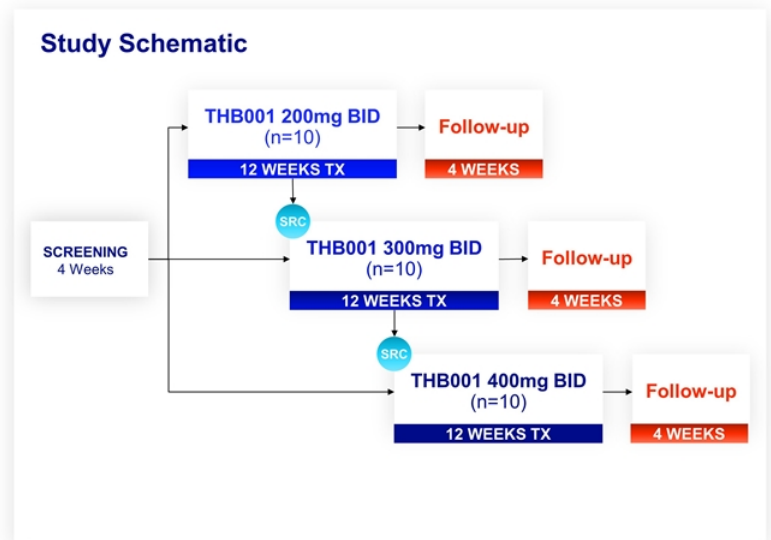 Study Schematic
THB001 200mg BID
(n=10)
12 WEEKS TX
Follow-up
4 WEEKS
SRC
SCREENING
4 Weeks
THB001 300mg BID
(n=10)
12 WEEKS TX
Follow-up
4 WEEKS
SRC
THB001 400mg BID
(n=10)
12 WEEKS TX
Follow-up
4 WEEKS